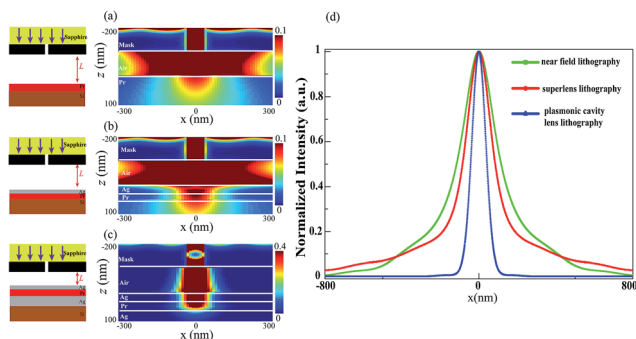 (a)
Sapphire
L
Pr
Si
-200
z (nm)
100
Mask
Air
Pr
-300 0 300
x (nm)
0.1
0
(b)
Sapphire
L
Ag
Pr
Si
-200
z (nm)
100
Mask
Air
Ag
Pr
-300 0 300
x (nm)
0.1
0
(c)
Sapphire
L
Ag
Pr
Ag
Si
-200
z (nm)
100
Mask
Air
Ag
Pr
Ag
-300 0 300
x (nm)
0.4
0
(d)
Normalized Intensity (a.u.)
1
0.8
0.6
0.4
0.2
0
near field lithography
superlens lithography
plasmonic cavity
lens lithography
-800 0 800
x(nm)